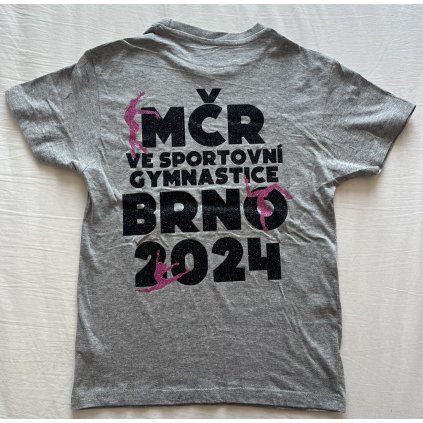 MČR
VE SPORTOVNÍ
GYMNASTICE
BRNO
2024